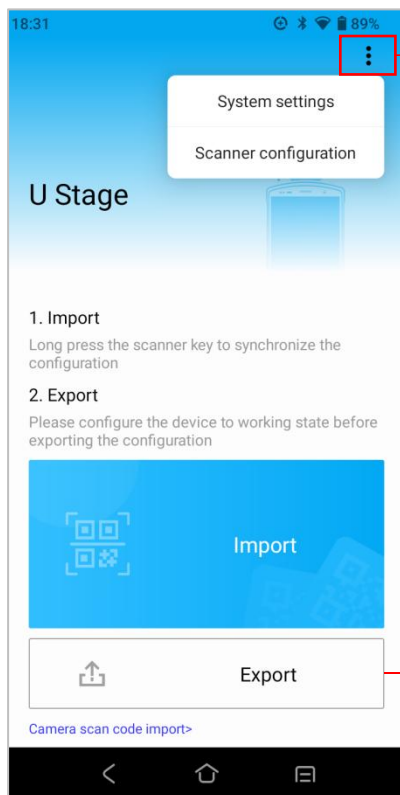 18:31 89%
System settings
Scanner configuration
U Stage
1. Import
Long press the scanner key to synchronize the
configuration
2. Export
Please configure the device to working state before
exporting the configuration
Import
Export
Camera scan code import>